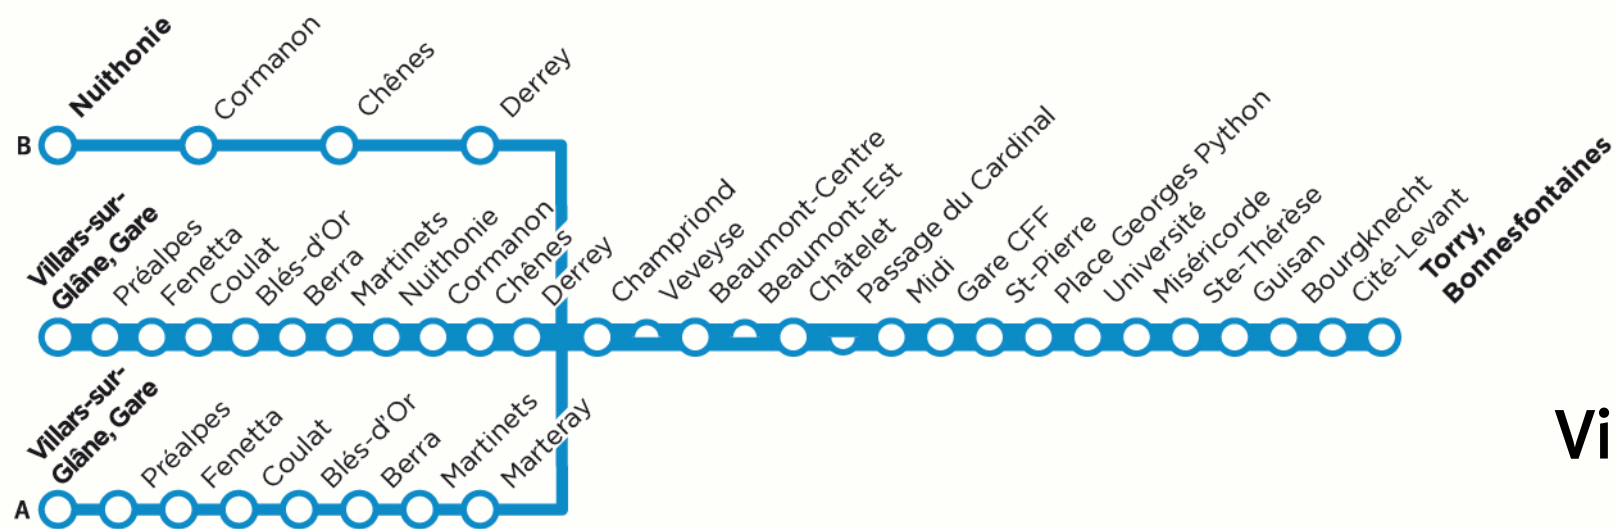 Nuithonie
Cormanon
Chênes
Derrey
B
Villars-sur-
Glâne, Gare
Préalpes
Fenetta
Coulat
Blés-d'Or
Berra
Martinets
Nuithonie
Cormanon
Chênes
Derrey
Champriond
Veveyse
Beaumont-Centre
Beaumont-Est
Châtelet
Passage du Cardinal
Midi
Gare CFF
St-Pierre
Place Georges Python
Université
Miséricorde
Ste-Thérèse
Guisan
Bourgknecht
Cité-Levant
Torry,
Bonnesfontaines
Villars-sur-
Glâne, Gare
Préalpes
Fenetta
Coulat
Blés-d'Or
Berra
Martinets
Marteray
A
Vi